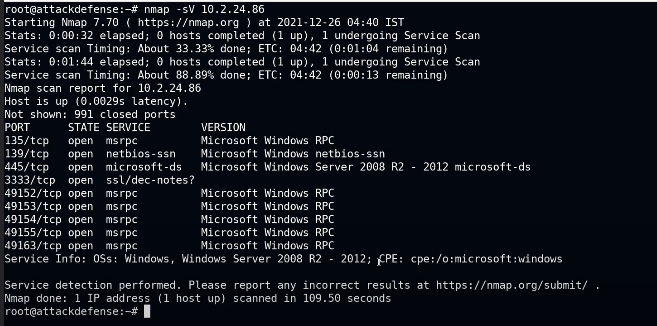 root@attackdefense:~# nmap -sV 10.2.24.86
Starting Nmap 7.70 ( https://nmap.org ) at 2021-12-26 04:40 IST
Stats: 0:00:32 elapsed; 0 hosts completed (1 up), 1 undergoing Service Scan
Service scan Timing: About 33.33% done; ETC: 04:42 (0:01:04 remaining)
Stats: 0:01:44 elapsed; 0 hosts completed (1 up), 1 undergoing Service Scan
Service scan Timing: About 88.89% done; ETC: 04:42 (0:00:13 remaining)
Nmap scan report for 10.2.24.86
Host is up (0.0029s latency).
Not shown: 991 closed ports
PORT      STATE SERVICE        VERSION
135/tcp   open  msrpc          Microsoft Windows RPC
139/tcp   open  netbios-ssn    Microsoft Windows netbios-ssn
445/tcp   open  microsoft-ds   Microsoft Windows Server 2008 R2 - 2012 microsoft-ds
3333/tcp  open  ssl/dec-notes?
49152/tcp open  msrpc          Microsoft Windows RPC
49153/tcp open  msrpc          Microsoft Windows RPC
49154/tcp open  msrpc          Microsoft Windows RPC
49155/tcp open  msrpc          Microsoft Windows RPC
49163/tcp open  msrpc          Microsoft Windows RPC
Service Info: OSs: Windows, Windows Server 2008 R2 - 2012; CPE: cpe:/o:microsoft:windows
Service detection performed. Please report any incorrect results at https://nmap.org/submit/ .
Nmap done: 1 IP address (1 host up) scanned in 109.50 seconds
root@attackdefense:~#